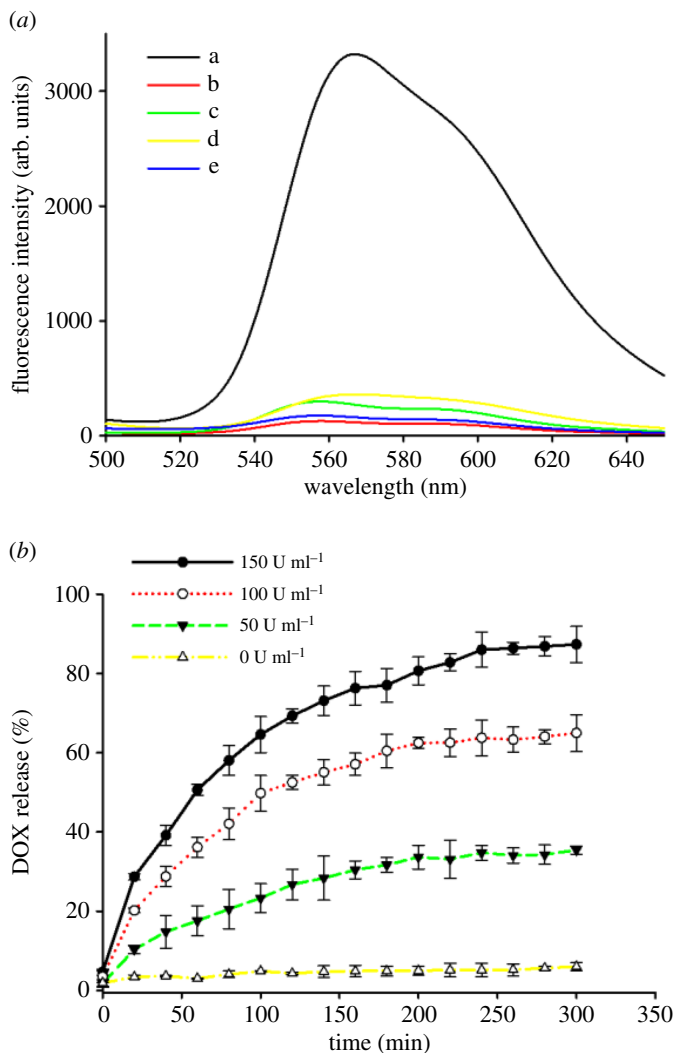 (a)
a
b
c
d
e
fluorescence intensity (arb. units)
3000
2000
1000
0
500 520 540 560 580 600 620 640
wavelength (nm)
(b)
150 U ml⁻¹
100 U ml⁻¹
50 U ml⁻¹
0 U ml⁻¹
DOX release (%)
100
80
60
40
20
0
0 50 100 150 200 250 300 350
time (min)